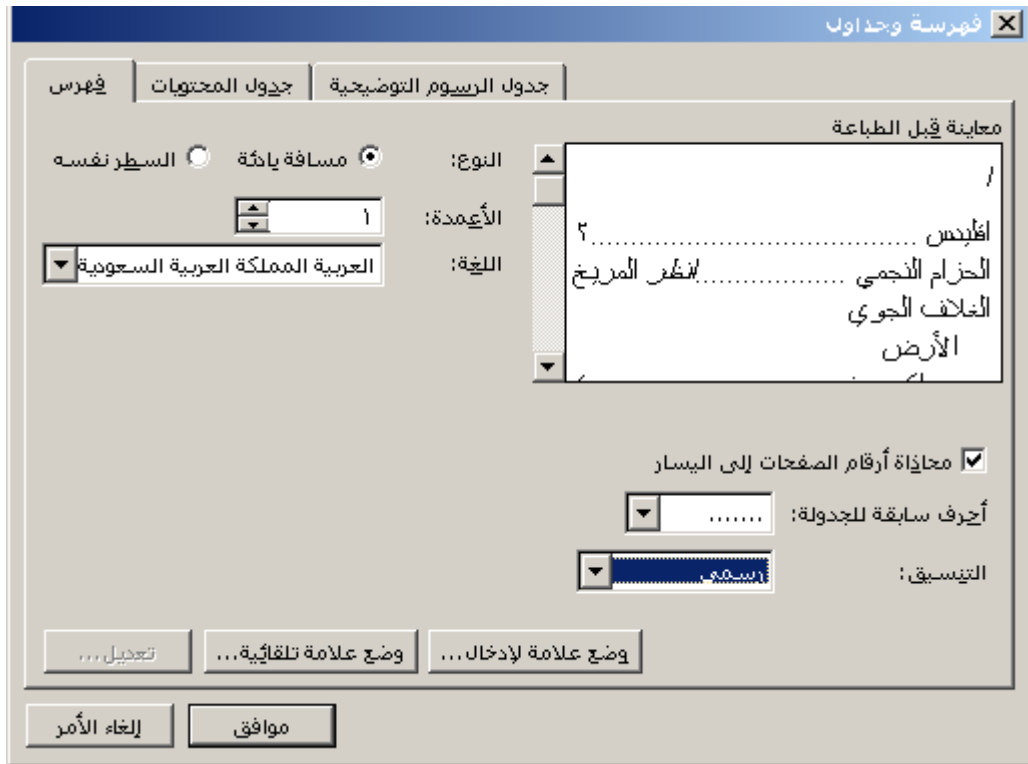 فهرسة وجداول
فهرس
جدول المحتويات
جدول الرسوم التوضيحية
معاينة قبل الطباعة
ا
اقليدس ........................................ ٢
الحزام النجمي ....................انظر المريخ
الغلاف الجوي
الأرض
النوع: مسافة بادئة السطر نفسه
الأعمدة: ١
اللغة: العربية المملكة العربية السعودية
محاذاة أرقام الصفحات إلى اليسار
أحرف سابقة للجدولة: .......
التنسيق: رسمي
وضع علامة لإدخال...
وضع علامة تلقائية...
تعديل...
موافق
إلغاء الأمر